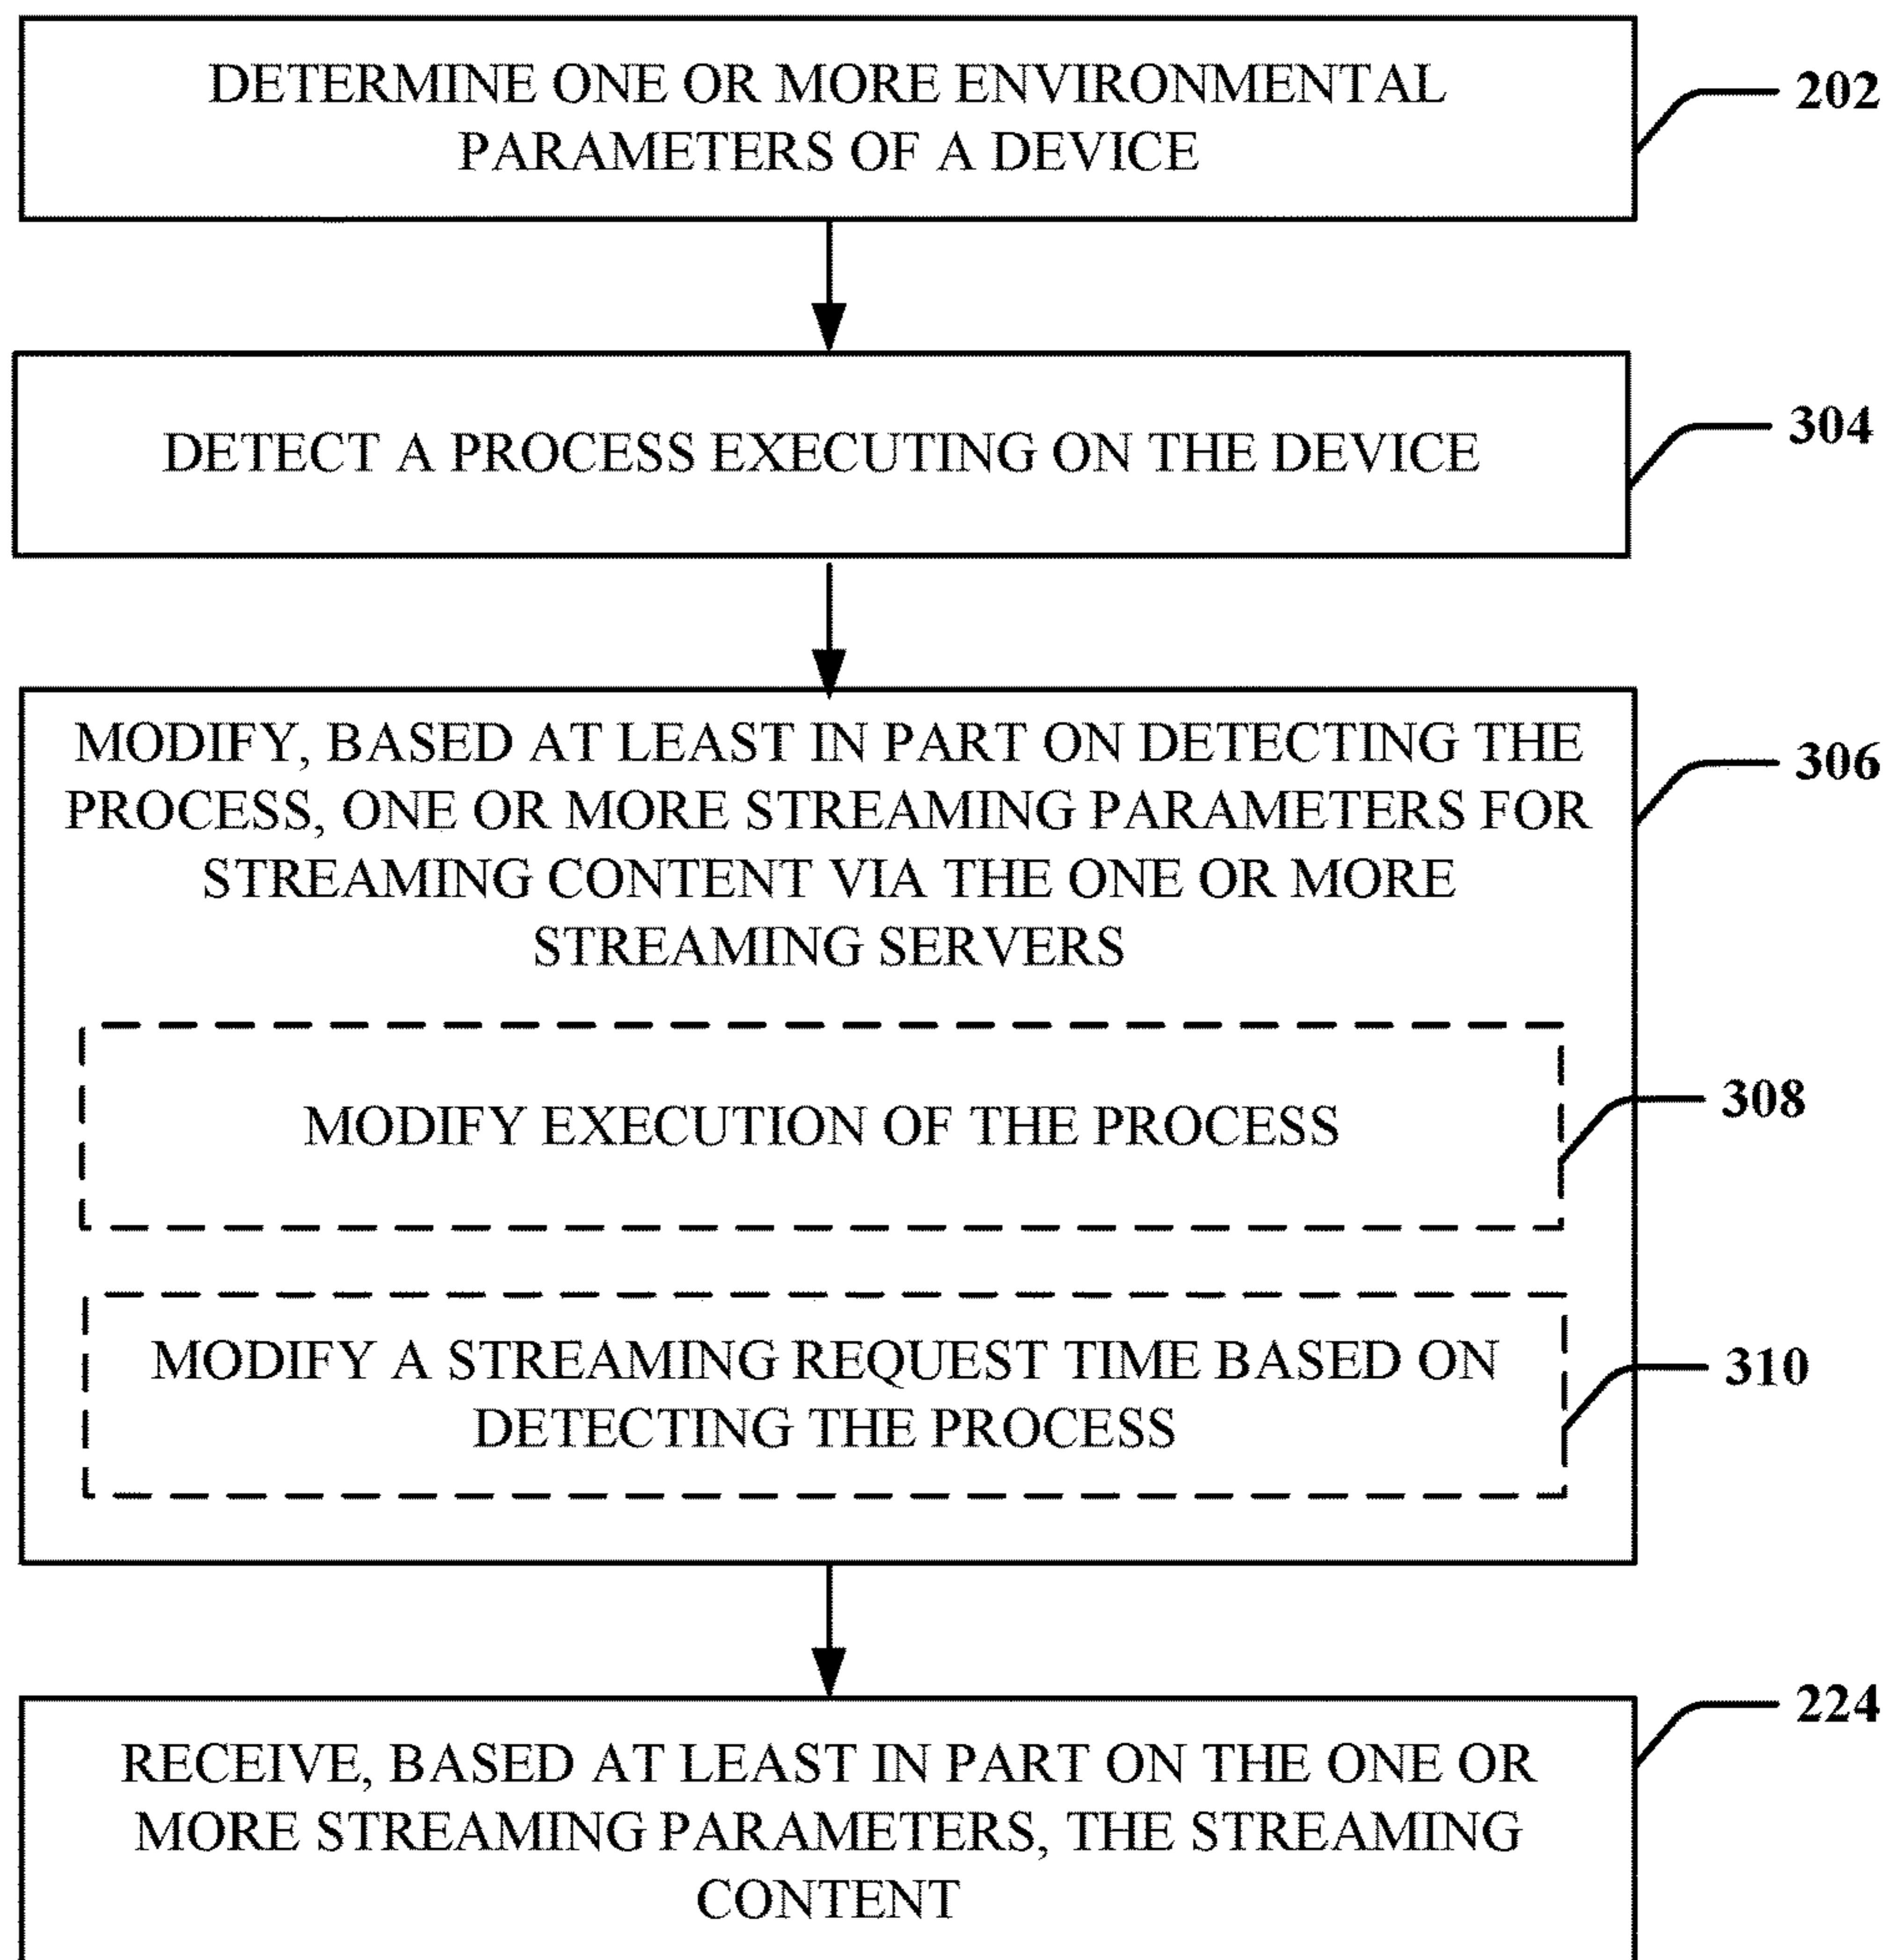 DETERMINE ONE OR MORE ENVIRONMENTAL
PARAMETERS OF A DEVICE
202
DETECT A PROCESS EXECUTING ON THE DEVICE
304
MODIFY, BASED AT LEAST IN PART ON DETECTING THE
PROCESS, ONE OR MORE STREAMING PARAMETERS FOR
STREAMING CONTENT VIA THE ONE OR MORE
STREAMING SERVERS
306
MODIFY EXECUTION OF THE PROCESS
308
MODIFY A STREAMING REQUEST TIME BASED ON
DETECTING THE PROCESS
310
RECEIVE, BASED AT LEAST IN PART ON THE ONE OR
MORE STREAMING PARAMETERS, THE STREAMING
CONTENT
224